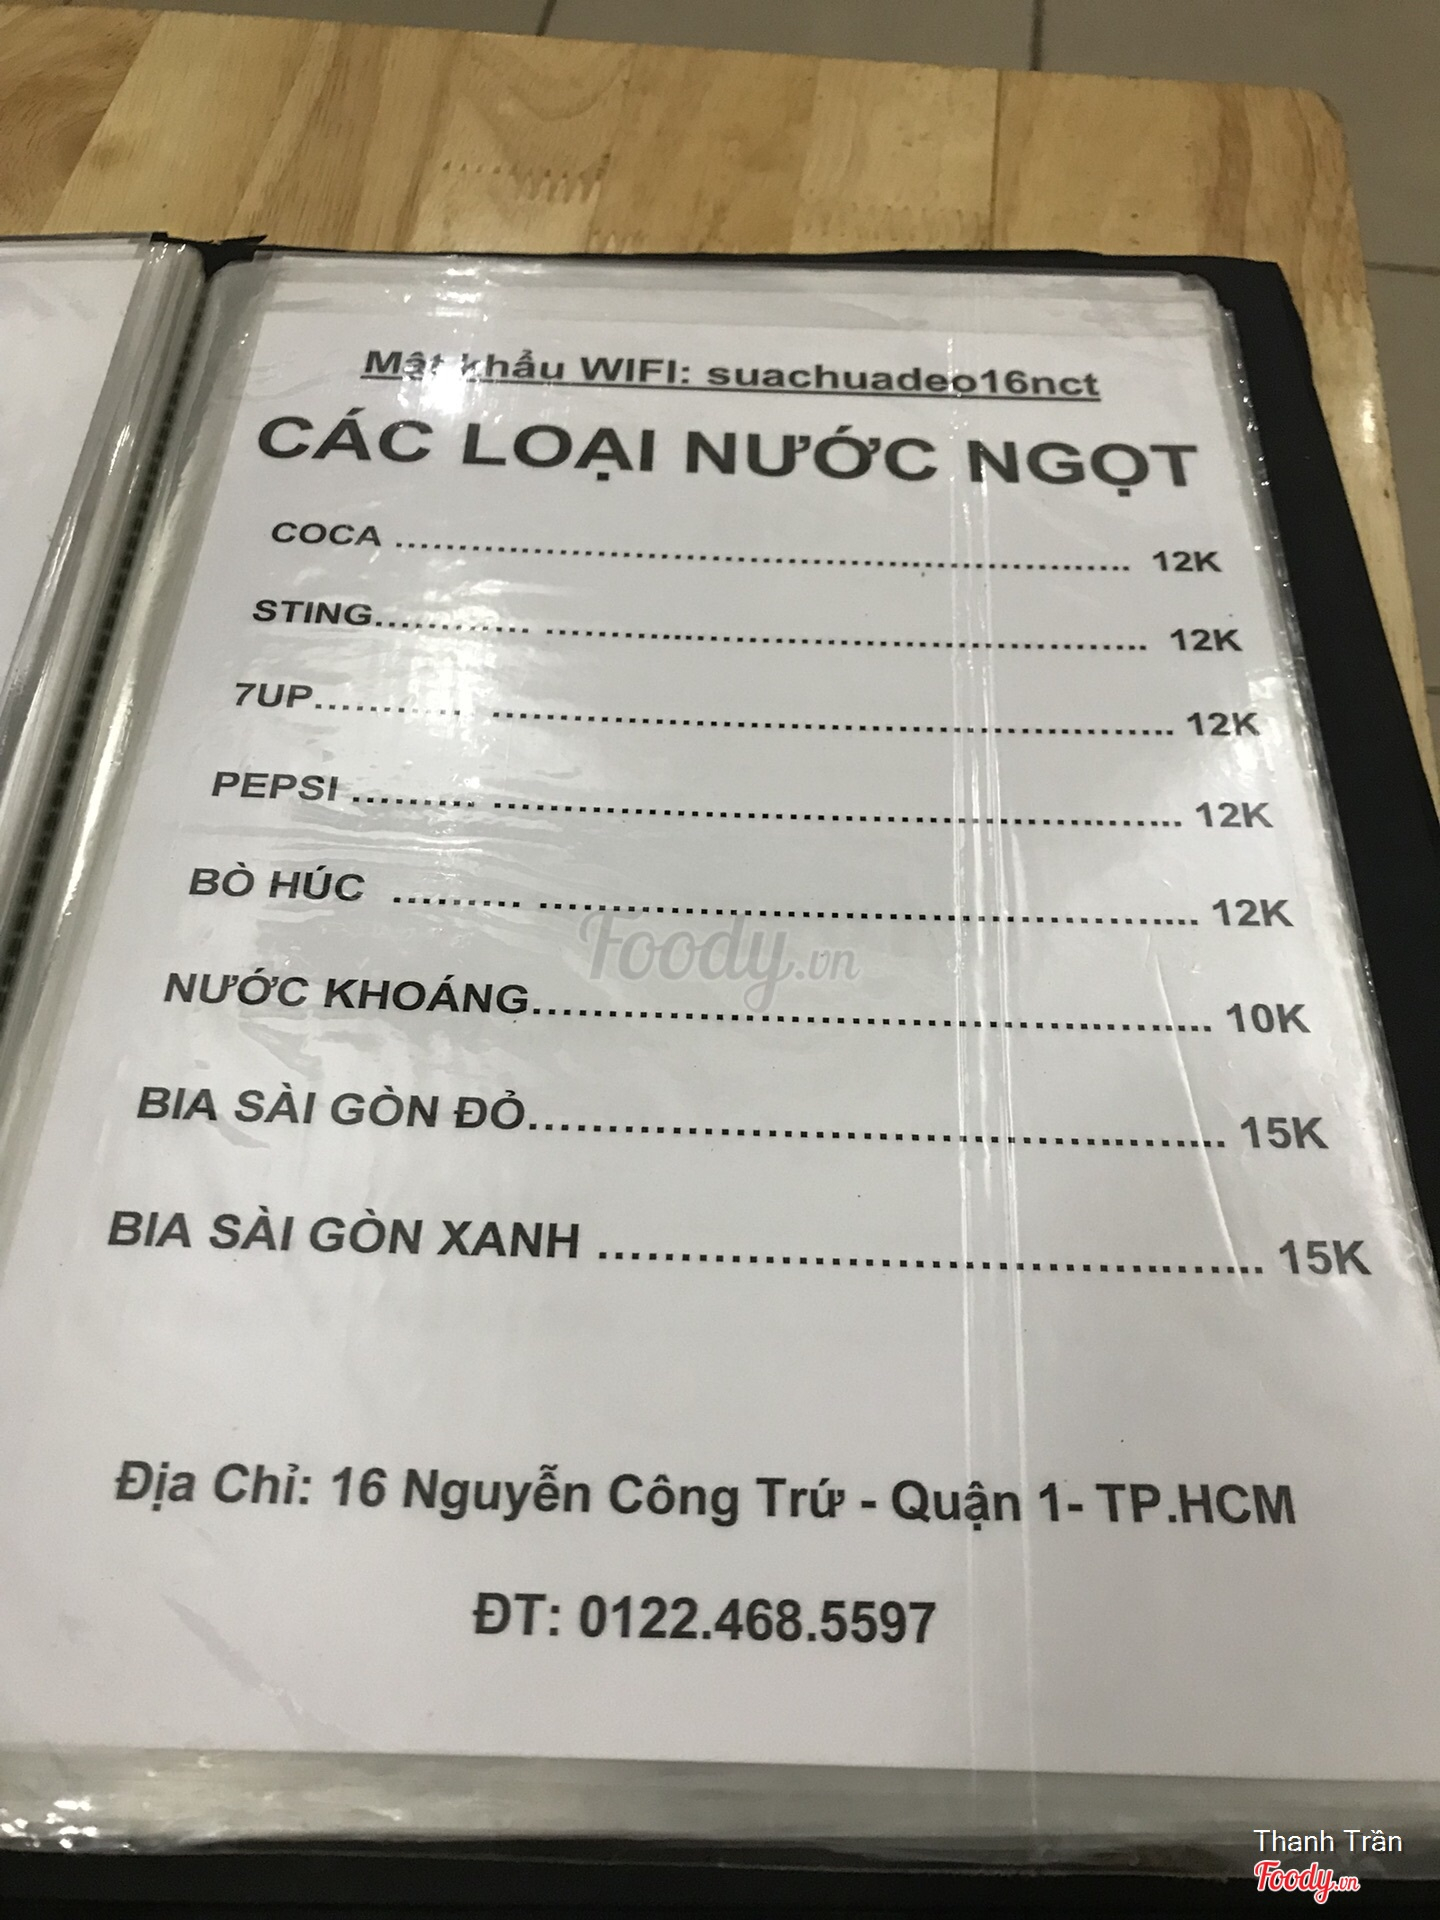 Mật khẩu WIFI: suachuadeo16nct
CÁC LOẠI NƯỚC NGỌT
COCA ........................................................ 12K
STING............ ............................................... 12K
7UP............ .................................................... 12K
PEPSI ......... ................................................... 12K
BÒ HÚC ......... .............................................. 12K
NƯỚC KHOÁNG.................................................. 10K
BIA SÀI GÒN ĐỎ................................................. 15K
BIA SÀI GÒN XANH ............................................... 15K
Foody.vn
Địa Chỉ: 16 Nguyễn Công Trứ - Quận 1- TP.HCM
ĐT: 0122.468.5597
Thanh Trần
Foody.vn